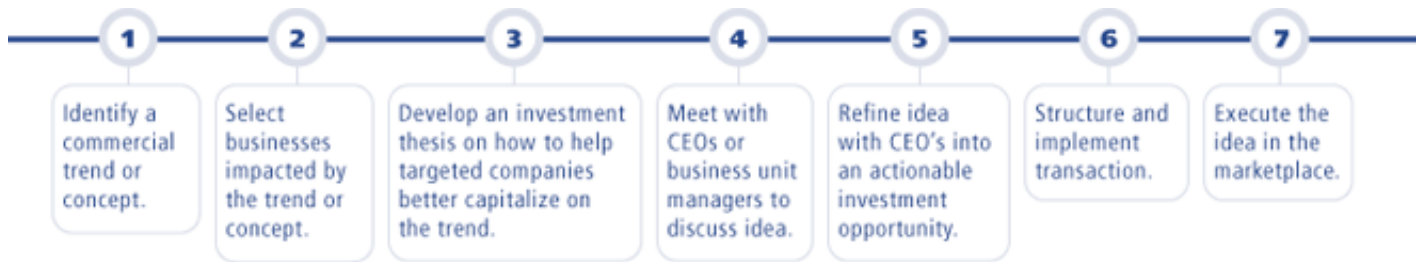 1
Identify a
commercial
trend or
concept.
2
Select
businesses
impacted by
the trend or
concept.
3
Develop an investment
thesis on how to help
targeted companies
better capitalize on
the trend.
4
Meet with
CEOs or
business unit
managers to
discuss idea.
5
Refine idea
with CEO's into
an actionable
investment
opportunity.
6
Structure and
implement
transaction.
7
Execute the
idea in the
marketplace.